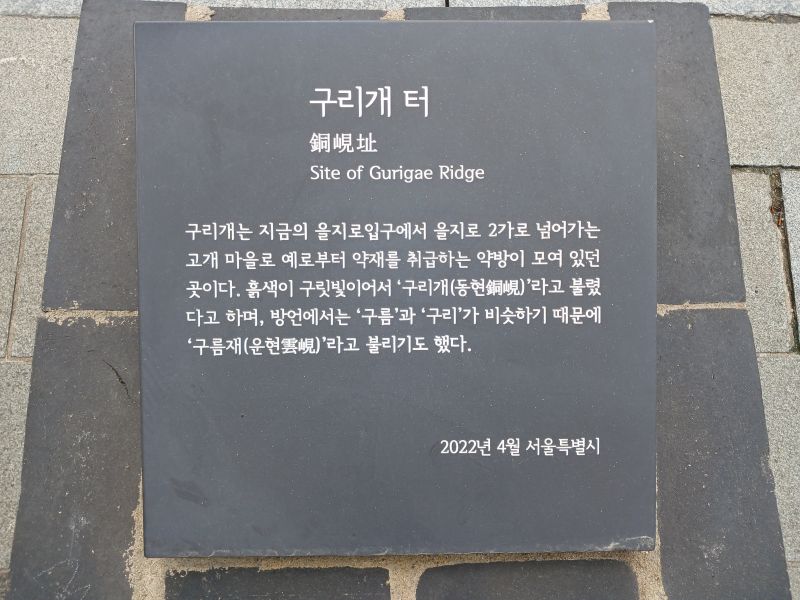 구리개 터
銅峴址
Site of Gurigae Ridge
구리개는 지금의 을지로입구에서 을지로 2가로 넘어가는
고개 마을로 예로부터 약재를 취급하는 약방이 모여 있던
곳이다. 흙색이 구릿빛이어서 ‘구리개(동현銅峴)’라고 불렸
다고 하며, 방언에서는 ‘구름’과 ‘구리’가 비슷하기 때문에
‘구름재(운현雲峴)’라고 불리기도 했다.
2022년 4월 서울특별시